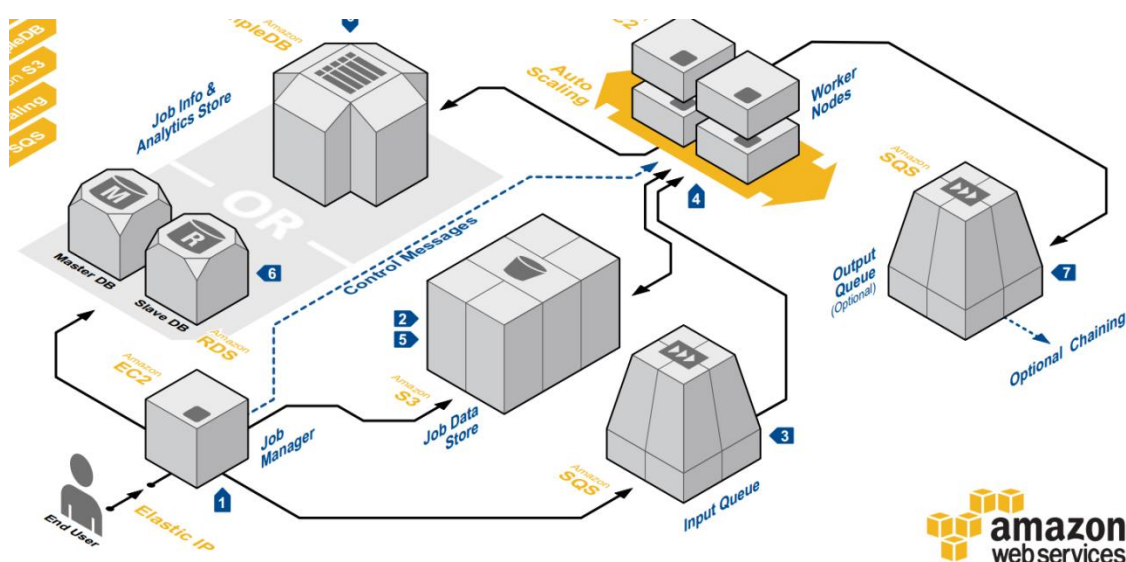 Amazon
Job Info &
Analytics Store
Auto
Scaling
Worker
Nodes
OR
Amazon
SQS
4
M
R
Master DB
Slave DB
6
Control Messages
Output
Queue
(Optional)
7
2
5
Amazon
RDS
Amazon
EC2
Amazon
S3
Job Data
Store
Optional Chaining
Job
Manager
3
Amazon
SQS
Input Queue
1
Elastic IP
End User
SQS
amazon
webservices